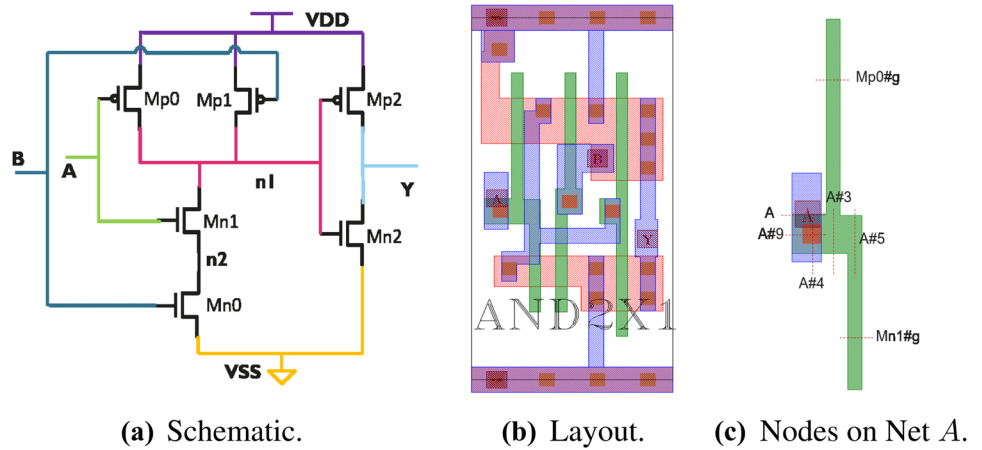 VDD
Mp0
Mp1
Mp2
B
A
n1
Y
Mn1
Mn2
n2
Mn0
VSS
B
A
Y
AND2X1
Mp0#g
A#3
A
A
A#9
A#5
A#4
Mn1#g
(a) Schematic.
(b) Layout.
(c) Nodes on Net A.